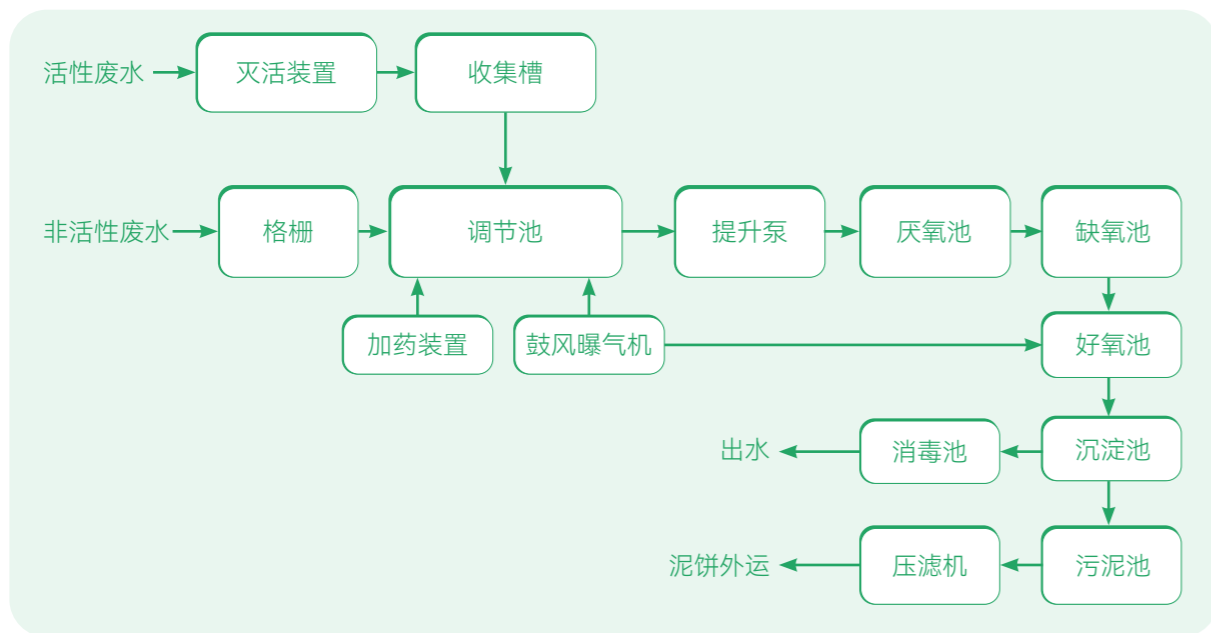 活性废水
灭活装置
收集槽
非活性废水
格栅
调节池
提升泵
厌氧池
缺氧池
加药装置
鼓风曝气机
好氧池
出水
消毒池
沉淀池
泥饼外运
压滤机
污泥池